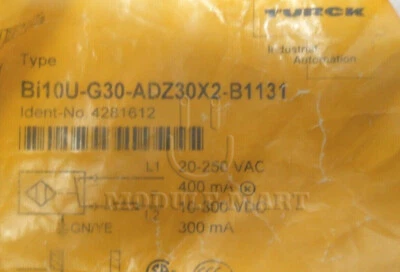 TURCK
Industrial
Automation
Type
Bi10U-G30-ADZ30X2-B1131
Ident-No. 4281612
L1 20-250 VAC
400 mA
MODULE MART
L2 10-300 VDC
GN/YE 300 mA